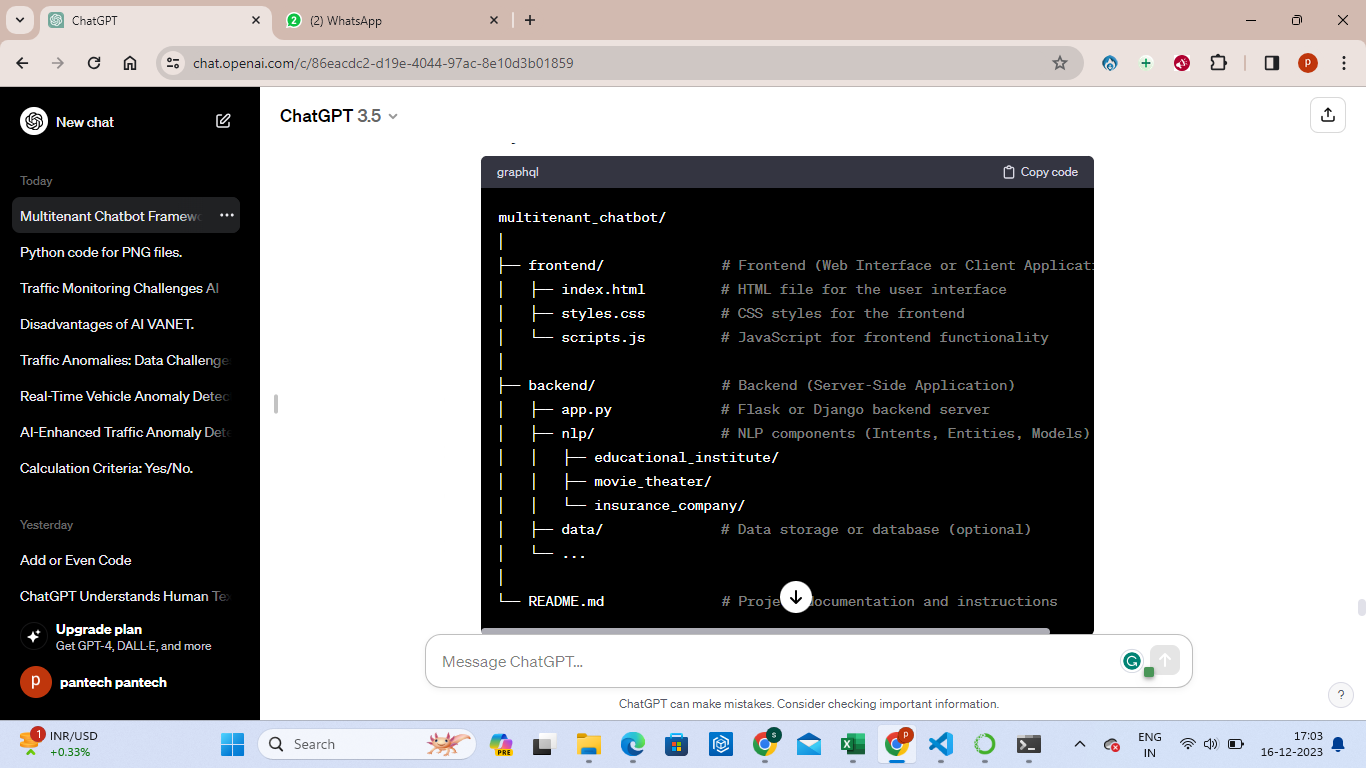 ChatGPT
2
(2) WhatsApp
chat.openai.com/c/86eacdc2-d19e-4044-97ac-8e10d3b01859
p
New chat
Today
Multitenant Chatbot Framewo
Python code for PNG files.
Traffic Monitoring Challenges AI
Disadvantages of AI VANET.
Traffic Anomalies: Data Challenge
Real-Time Vehicle Anomaly Detec
AI-Enhanced Traffic Anomaly Dete
Calculation Criteria: Yes/No.
Yesterday
Add or Even Code
ChatGPT Understands Human Te
Upgrade plan
Get GPT-4, DALL·E, and more
p
pantech pantech
ChatGPT 3.5
graphql
Copy code
multitenant_chatbot/
│
├── frontend/ # Frontend (Web Interface or Client Applicati
│ ├── index.html # HTML file for the user interface
│ ├── styles.css # CSS styles for the frontend
│ └── scripts.js # JavaScript for frontend functionality
│
├── backend/ # Backend (Server-Side Application)
│ ├── app.py # Flask or Django backend server
│ ├── nlp/ # NLP components (Intents, Entities, Models)
│ │ ├── educational_institute/
│ │ ├── movie_theater/
│ │ └── insurance_company/
│ ├── data/ # Data storage or database (optional)
│ └── ...
│
└── README.md # Proje documentation and instructions
Message ChatGPT...
G
ChatGPT can make mistakes. Consider checking important information.
?
1
INR/USD
+0.33%
Search
PRE
s
p
ENG
IN
17:03
16-12-2023